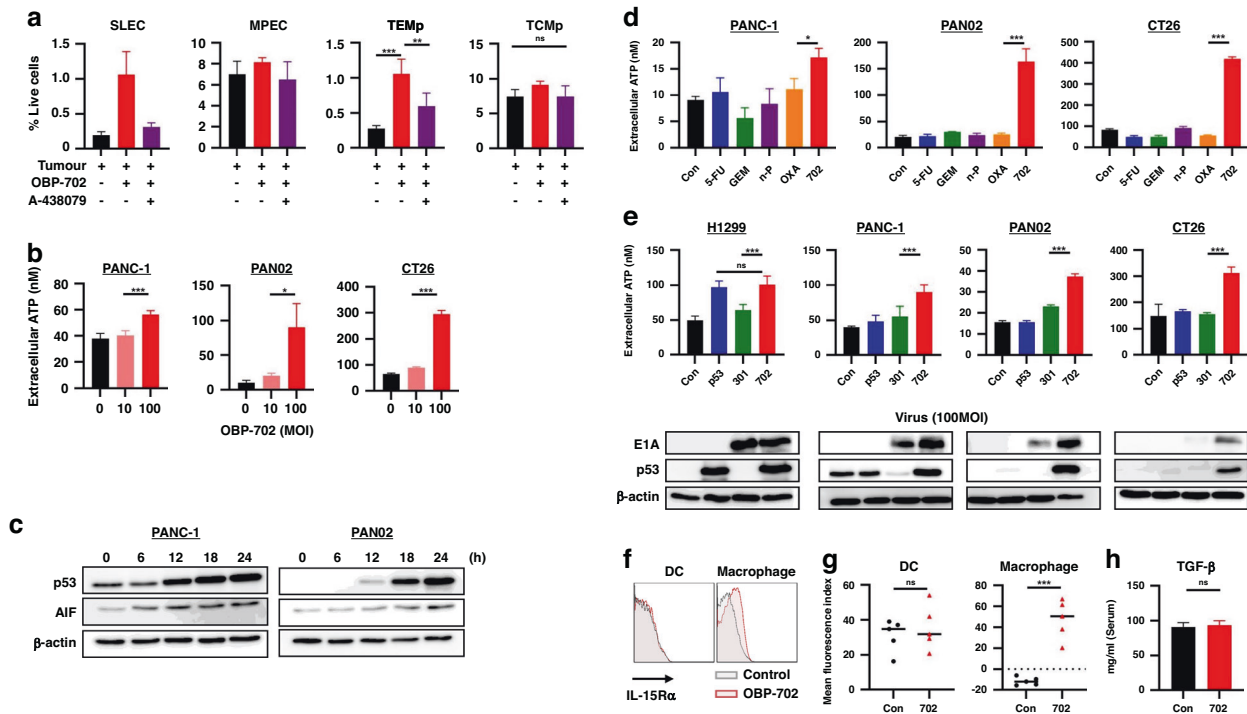 a
SLEC
MPEC
TEMp
TCMp
% Live cells
1.5
1.0
0.5
0.0
10
8
6
4
2
0
*** **
1.5
1.0
0.5
0.0
ns
15
10
5
0
Tumour + + + + + + + + + + + +
OBP-702 - + + - + + - + + - + +
A-438079 - - + - - + - - + - - +
b
PANC-1
PAN02
CT26
Extracellular ATP (nM)
***
80
60
40
20
0
*
150
100
50
0
***
400
300
200
100
0
0 10 100 0 10 100 0 10 100
OBP-702 (MOI)
c
PANC-1
PAN02
0 6 12 18 24 0 6 12 18 24 (h)
p53
AIF
β-actin
d
PANC-1
PAN02
CT26
Extracellular ATP (nM)
*
20
15
10
5
0
***
200
150
100
50
0
***
500
400
300
200
100
0
Con 5-FU GEM n-P OXA 702
Con 5-FU GEM n-P OXA 702
Con 5-FU GEM n-P OXA 702
e
H1299
PANC-1
PAN02
CT26
Extracellular ATP (nM)
***
ns
150
100
50
0
***
150
100
50
0
***
50
40
30
20
10
0
***
400
300
200
100
0
Con p53 301 702
Con p53 301 702
Con p53 301 702
Con p53 301 702
Virus (100MOI)
E1A
p53
β-actin
f
DC
Macrophage
IL-15Rα
Control
OBP-702
g
DC
Macrophage
Mean fluorescence index
ns
60
40
20
0
Con 702
***
80
60
40
20
0
-20
Con 702
h
TGF-β
mg/ml (Serum)
ns
150
100
50
0
Con 702